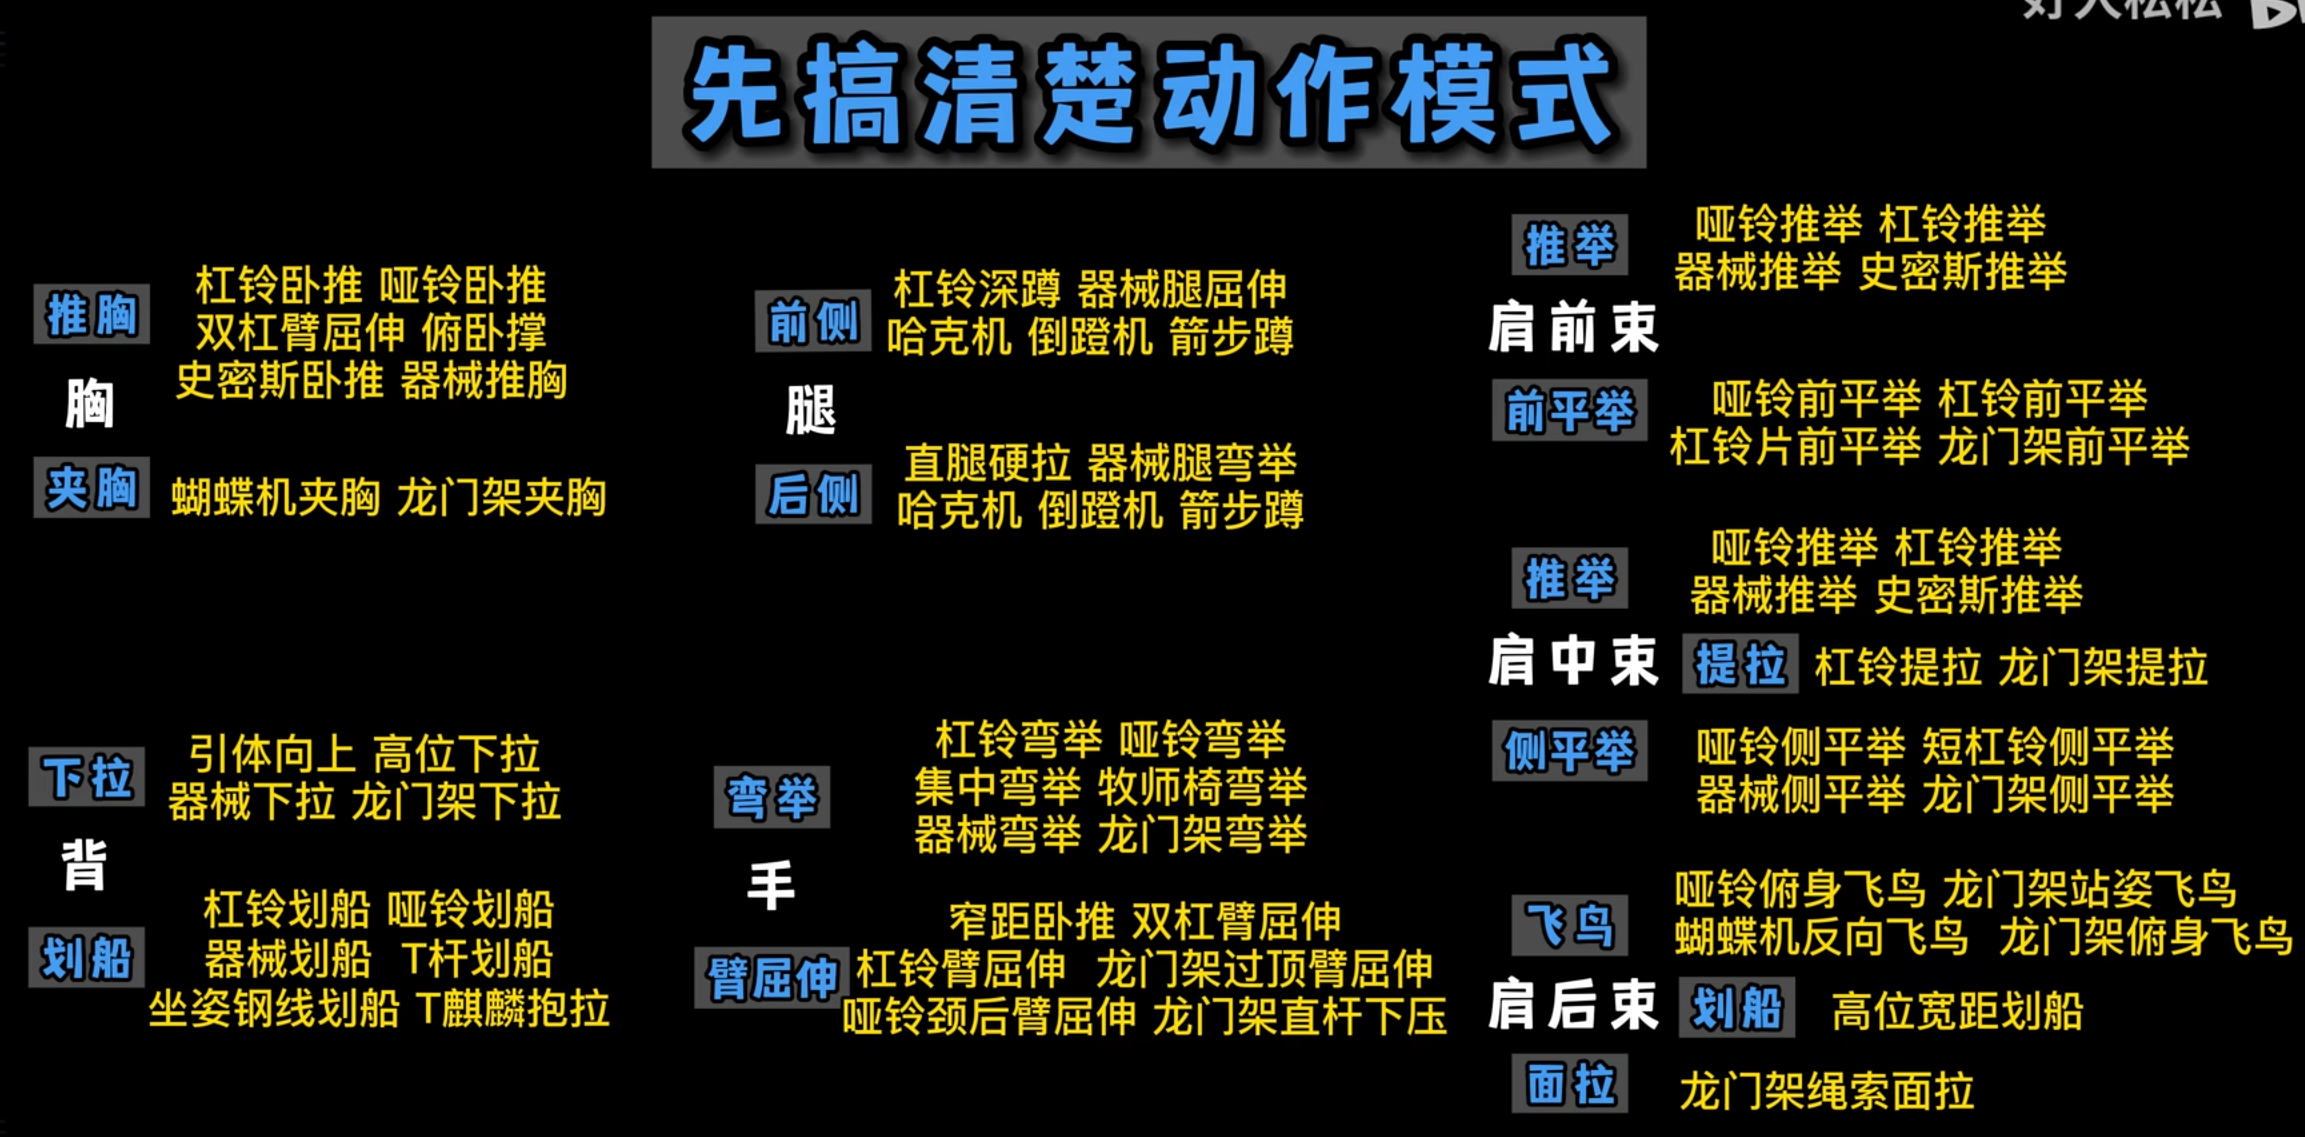 先搞清楚动作模式
推胸
杠铃卧推 哑铃卧推
双杠臂屈伸 俯卧撑
史密斯卧推 器械推胸
胸
夹胸
蝴蝶机夹胸 龙门架夹胸
下拉
引体向上 高位下拉
器械下拉 龙门架下拉
背
划船
杠铃划船 哑铃划船
器械划船 T杆划船
坐姿钢线划船 T麒麟抱拉
前侧
杠铃深蹲 器械腿屈伸
哈克机 倒蹬机 箭步蹲
腿
后侧
直腿硬拉 器械腿弯举
哈克机 倒蹬机 箭步蹲
弯举
杠铃弯举 哑铃弯举
集中弯举 牧师椅弯举
器械弯举 龙门架弯举
手
臂屈伸
窄距卧推 双杠臂屈伸
杠铃臂屈伸 龙门架过顶臂屈伸
哑铃颈后臂屈伸 龙门架直杆下压
推举
哑铃推举 杠铃推举
器械推举 史密斯推举
肩前束
前平举
哑铃前平举 杠铃前平举
杠铃片前平举 龙门架前平举
推举
哑铃推举 杠铃推举
器械推举 史密斯推举
肩中束
提拉
杠铃提拉 龙门架提拉
侧平举
哑铃侧平举 短杠铃侧平举
器械侧平举 龙门架侧平举
飞鸟
哑铃俯身飞鸟 龙门架站姿飞鸟
蝴蝶机反向飞鸟 龙门架俯身飞鸟
肩后束
划船
高位宽距划船
面拉
龙门架绳索面拉